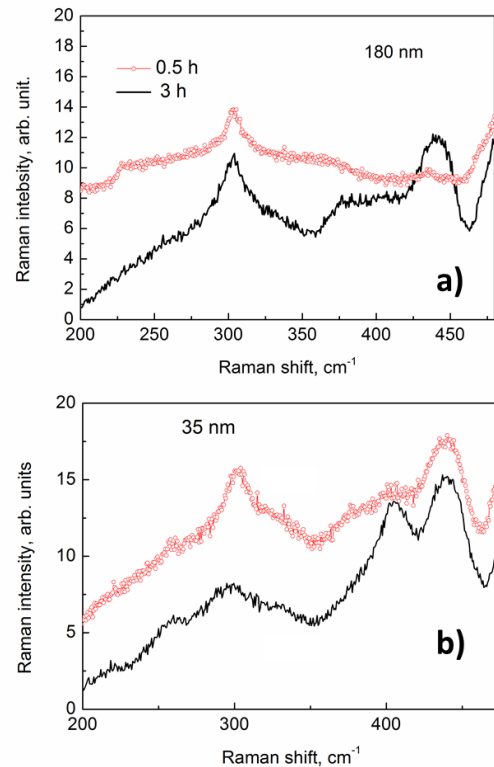 a)
180 nm
0.5 h
3 h
Raman intebsity, arb. unit.
20
18
16
14
12
10
8
6
4
2
0
200 250 300 350 400 450
Raman shift, cm-1
b)
35 nm
Raman intensity, arb. units
20
15
10
5
0
200 300 400
Raman shift, cm-1